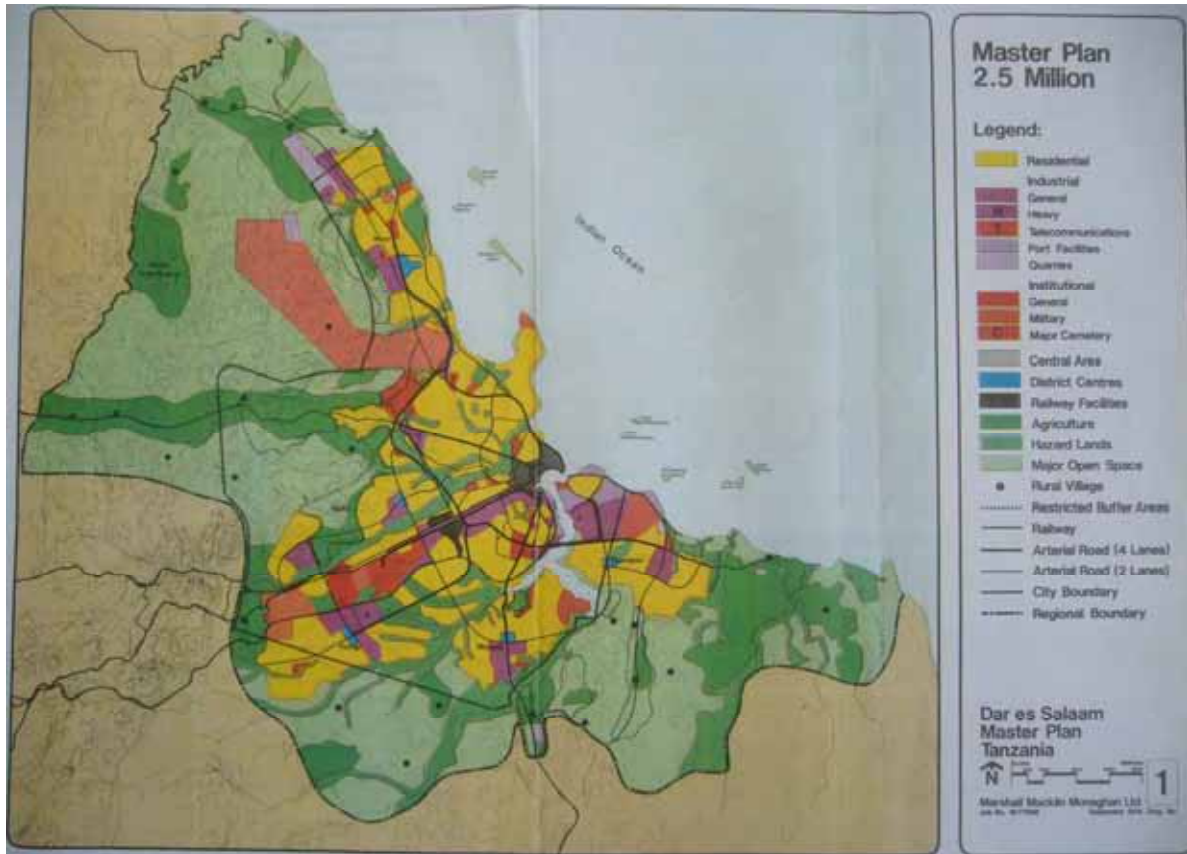 Master Plan
2.5 Million
Legend:
Residential
Industrial
General
H
Heavy
T
Telecommunications
Port Facilities
Quarries
Institutional
General
Military
C
Major Cemetery
Central Area
District Centres
Railway Facilities
Agriculture
Hazard Lands
Major Open Space
Rural Village
Restricted Buffer Areas
Railway
Arterial Road (4 Lanes)
Arterial Road (2 Lanes)
City Boundary
Regional Boundary
Indian Ocean
Dar es Salaam
Master Plan
Tanzania
N
1
Marshall Macklin Monaghan Ltd